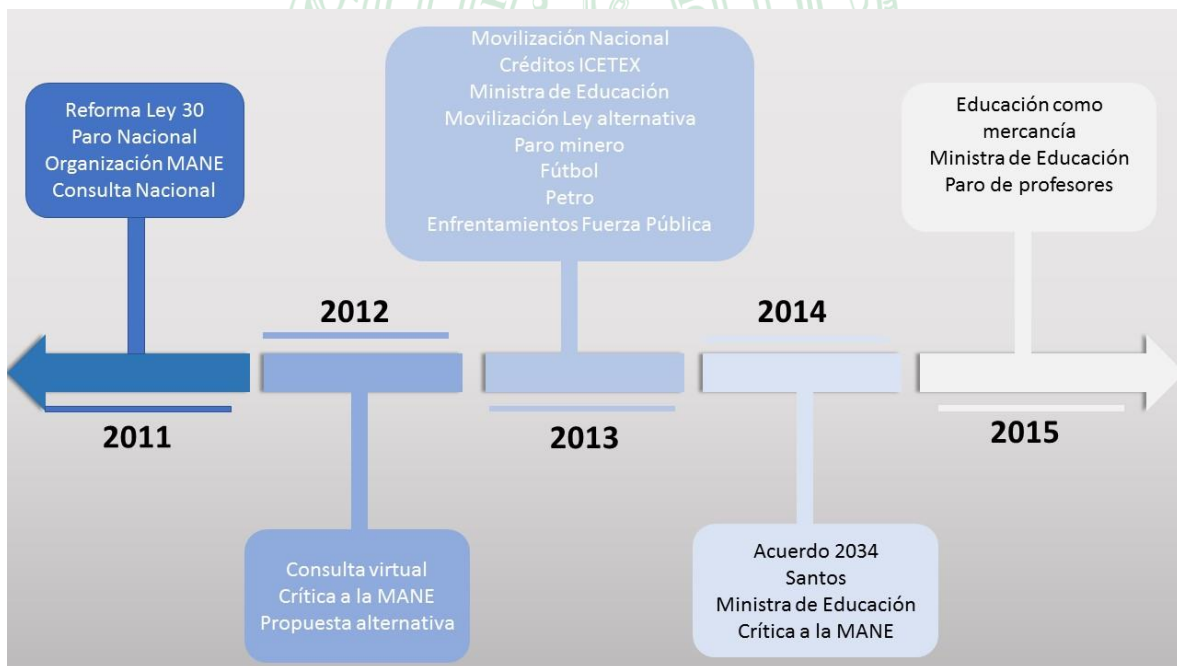 Reforma Ley 30
Paro Nacional
Organización MANE
Consulta Nacional
2011
2012
Consulta virtual
Crítica a la MANE
Propuesta alternativa
Movilización Nacional
Créditos ICETEX
Ministra de Educación
Movilización Ley alternativa
Paro minero
Fútbol
Petro
Enfrentamientos Fuerza Pública
2013
2014
Acuerdo 2034
Santos
Ministra de Educación
Crítica a la MANE
Educación como
mercancía
Ministra de Educación
Paro de profesores
2015